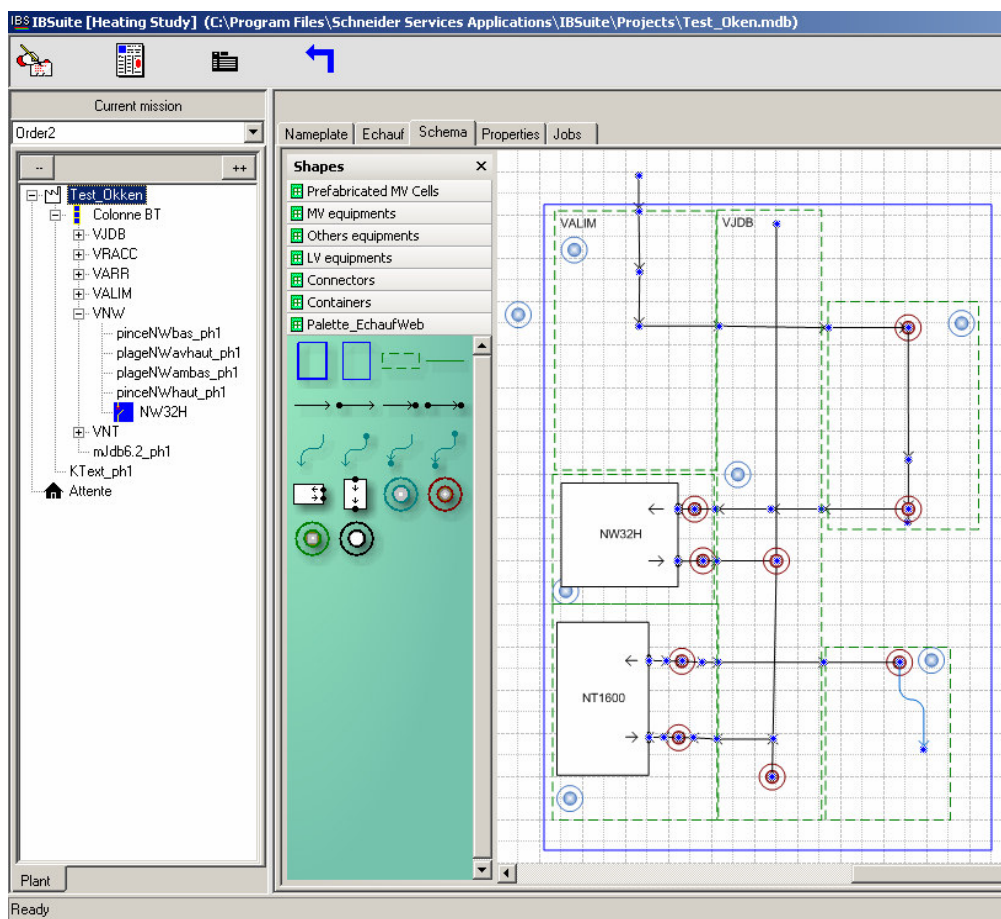 IBS IBSuite [Heating Study] (C:\Program Files\Schneider Services Applications\IBSuite\Projects\Test_Oken.mdb)
Current mission
Order2
Nameplate Echauf Schema Properties Jobs
-- ++
Test_Okken
Colonne BT
VJDB
VRACC
VARR
VALIM
VNW
pinceNWbas_ph1
plageNWavhaut_ph1
plageNWambas_ph1
pinceNWhaut_ph1
NW32H
VNT
mJdb6.2_ph1
KText_ph1
Attente
Plant
Shapes X
Prefabricated MV Cells
MV equipments
Others equipments
LV equipments
Connectors
Containers
Palette_EchaufWeb
VALIM VJDB
NW32H
NT1600
Ready